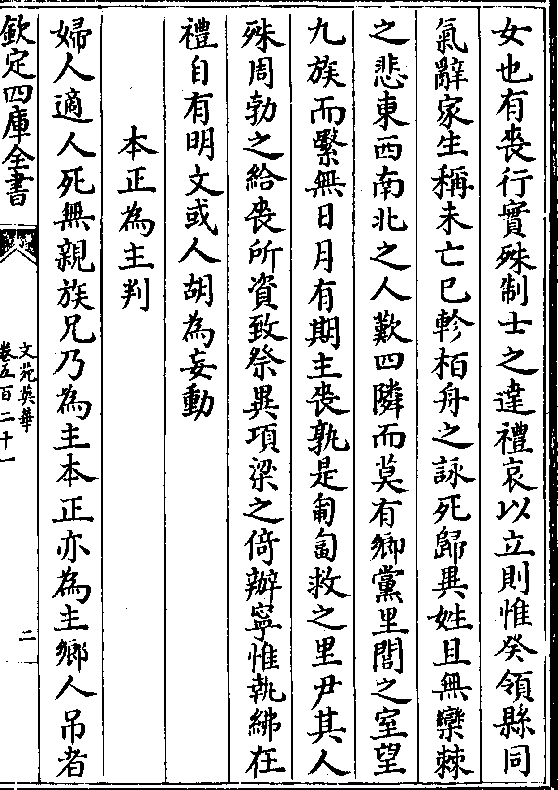 女也有喪行實殊制士之達禮哀以立則惟癸領縣同
氣辭家生稱未亡已軫栢舟之詠死歸異姓且無欒棘
之悲東西南北之人歎四隣而莫有鄉黨里閭之室望
九族而緊無日月有期主喪孰是匍匐救之里尹其人
殊周勃之給喪所資致祭異項梁之倚辦寧惟執紼在
禮自有明文或人胡為妄動
本正為主判
婦人適人死無親族兄乃為主本正亦為主鄉人吊者
欽定四庫全書
文苑英華
卷五百二十一
二